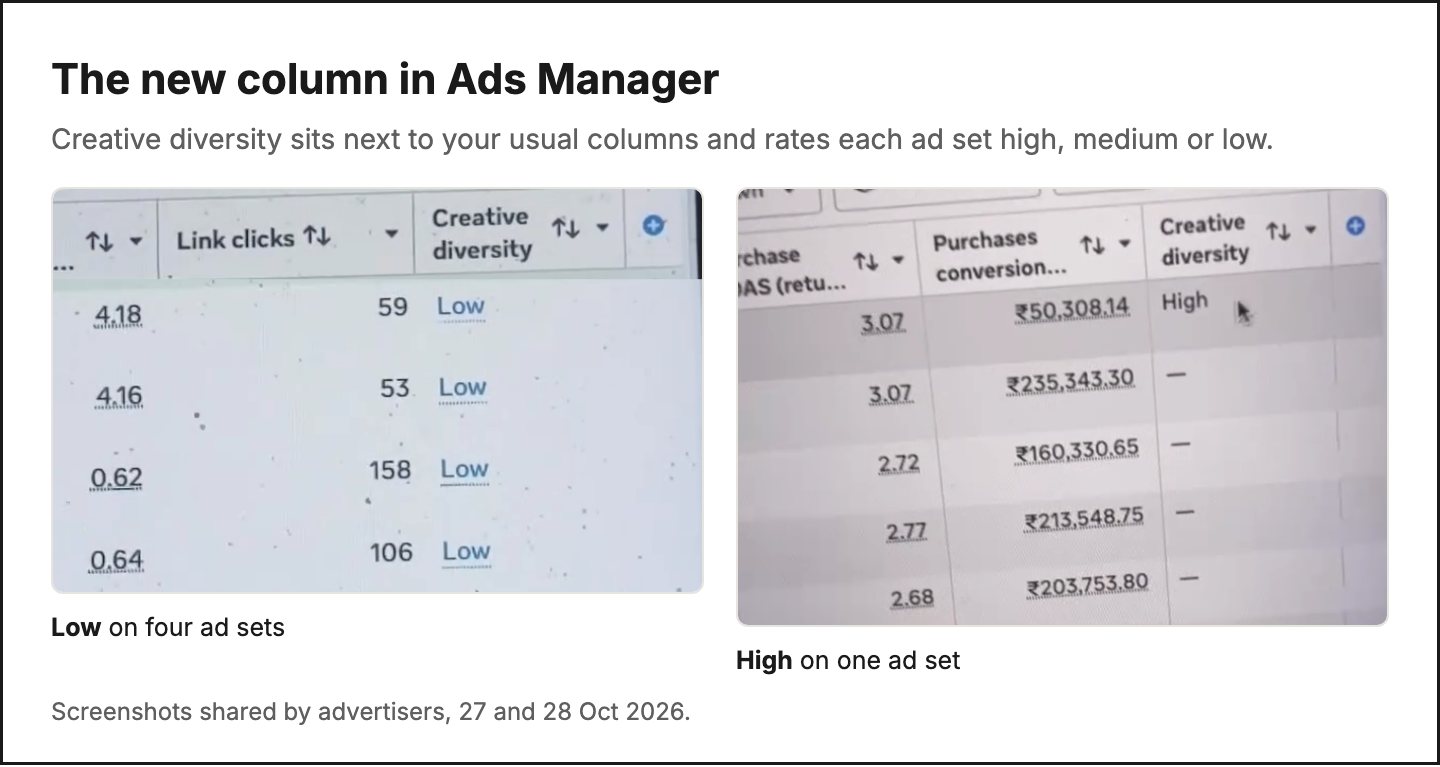 The new column in Ads Manager
Creative diversity sits next to your usual columns and rates each ad set high, medium or low.
...
Link clicks
Creative
diversity
4.18 59 Low
4.16 53 Low
0.62 158 Low
0.64 106 Low
Low on four ad sets
(retu...
Purchases
conversion...
Creative
diversity
3.07 ₹50,308.14 High
3.07 ₹235,343.30 —
2.72 ₹160,330.65 —
2.77 ₹213,548.75 —
2.68 ₹203,753.80 —
High on one ad set
Screenshots shared by advertisers, 27 and 28 Oct 2026.